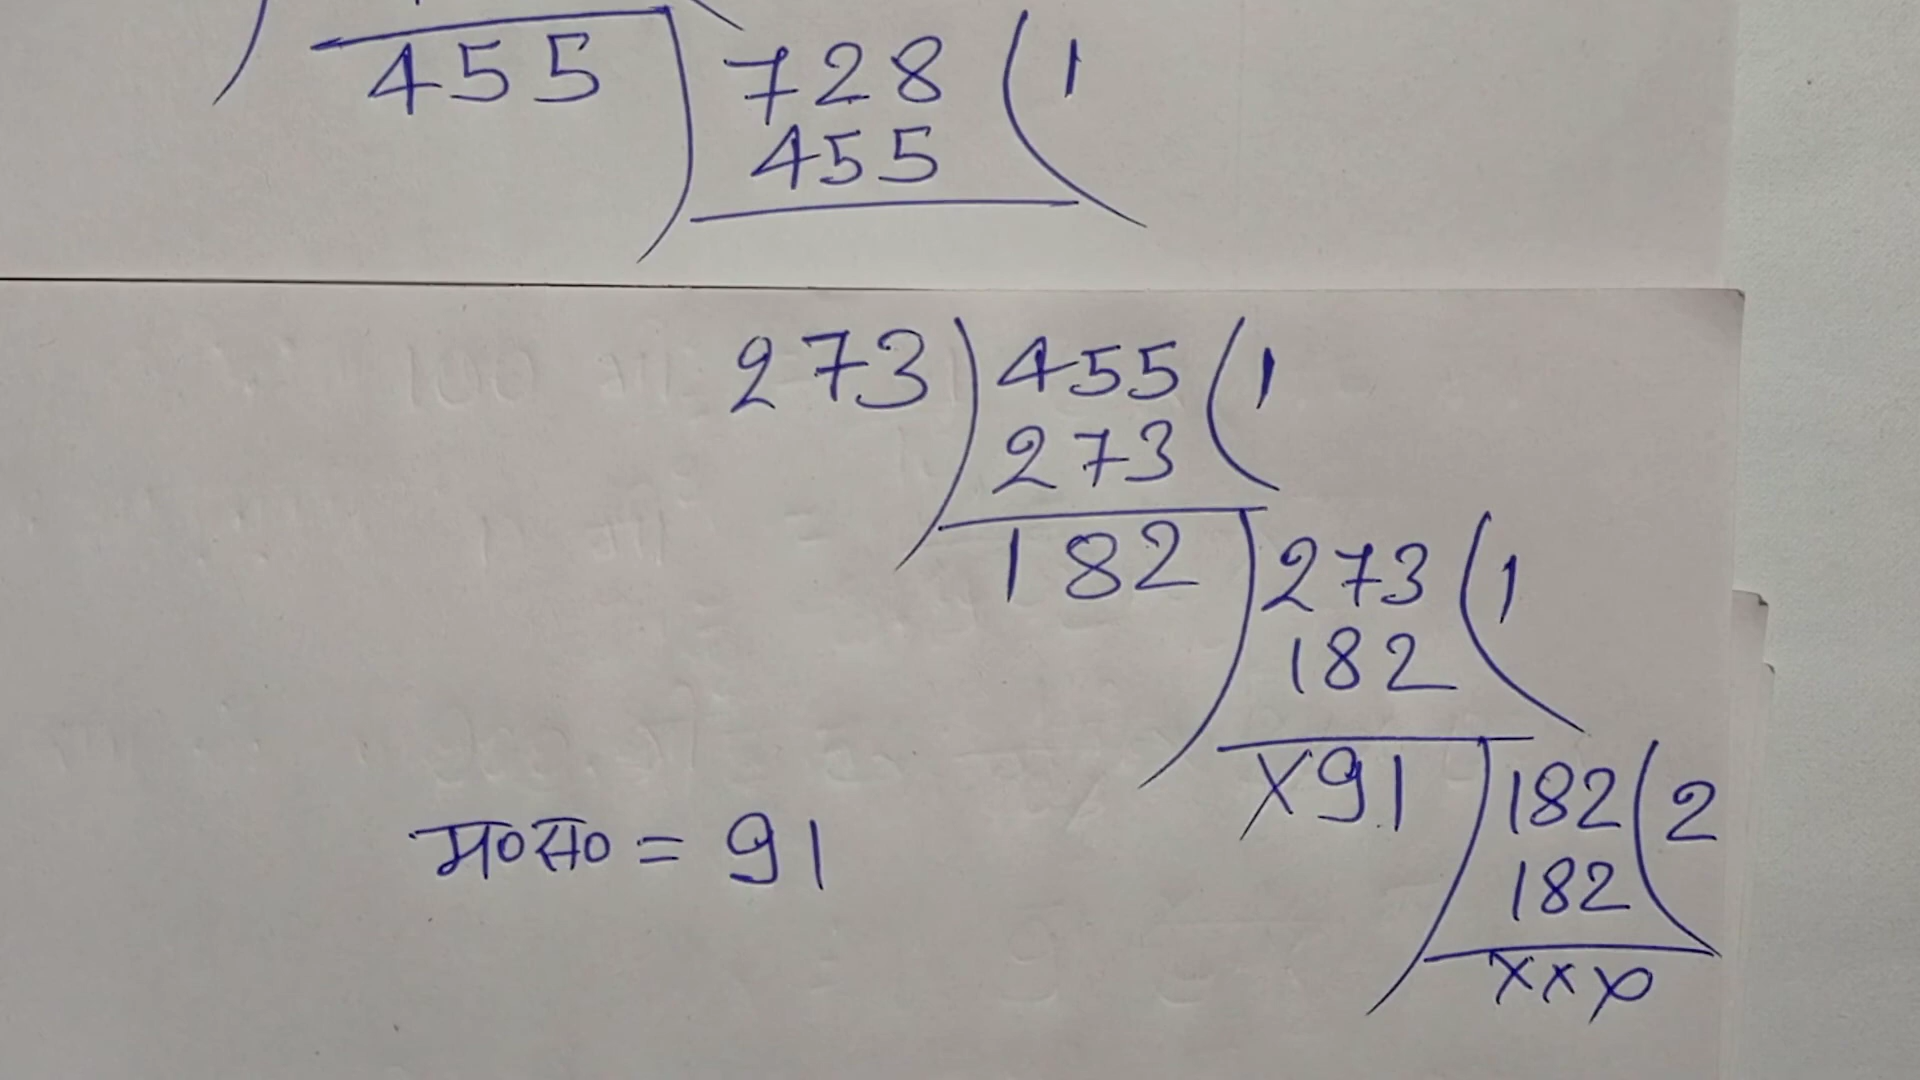 455 ) 728 ( 1
455
273 ) 455 ( 1
273
182 ) 273 ( 1
182
x91 ) 182 ( 2
182
xxx
म०स० = 91